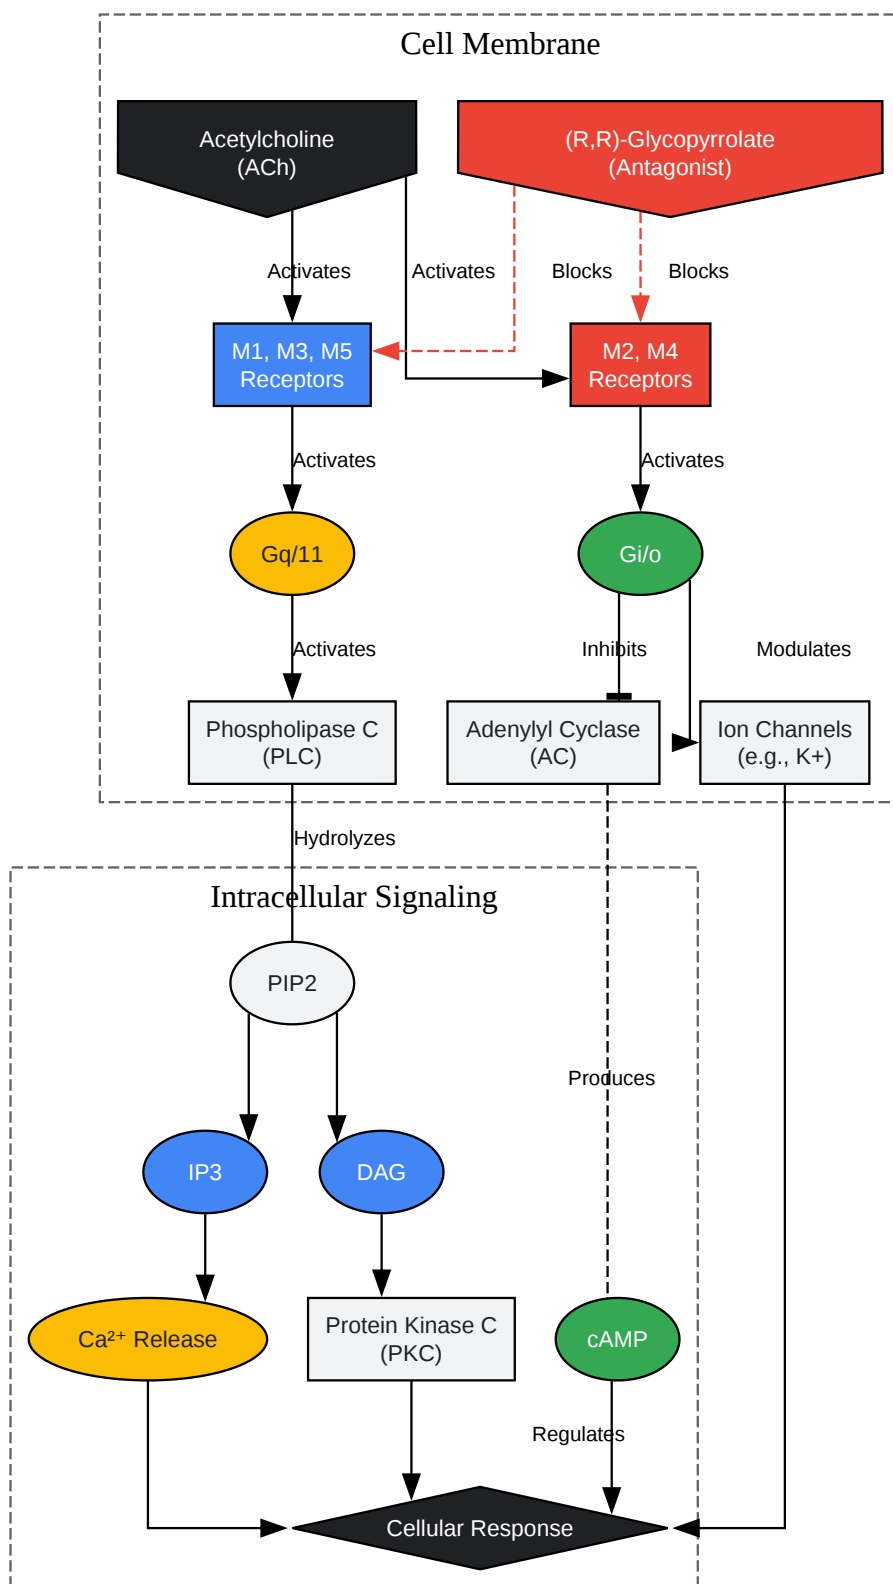 Cell Membrane
Acetylcholine
(ACh)
(R,R)-Glycopyrrolate
(Antagonist)
Activates
Activates
Blocks
Blocks
M1, M3, M5
Receptors
M2, M4
Receptors
Activates
Activates
Gq/11
Gi/o
Activates
Inhibits
Modulates
Phospholipase C
(PLC)
Adenylyl Cyclase
(AC)
Ion Channels
(e.g., K+)
Hydrolyzes
Intracellular Signaling
PIP2
Produces
IP3
DAG
Ca²⁺ Release
Protein Kinase C
(PKC)
cAMP
Regulates
Cellular Response